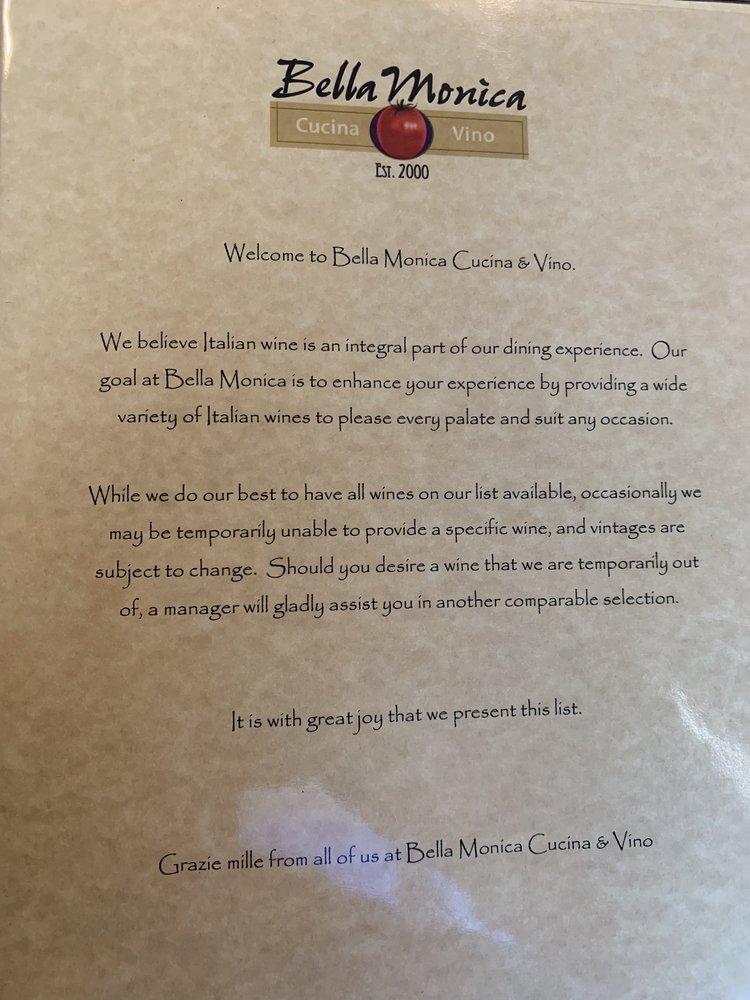 Bella Monica
Cucina Vino
Est. 2000
Welcome to Bella Monica Cucina & Vino.
We believe Italian wine is an integral part of our dining experience. Our
goal at Bella Monica is to enhance your experience by providing a wide
variety of Italian wines to please every palate and suit any occasion.
While we do our best to have all wines on our list available, occasionally we
may be temporarily unable to provide a specific wine, and vintages are
subject to change. Should you desire a wine that we are temporarily out
of, a manager will gladly assist you in another comparable selection.
It is with great joy that we present this list.
Grazie mille from all of us at Bella Monica Cucina & Vino